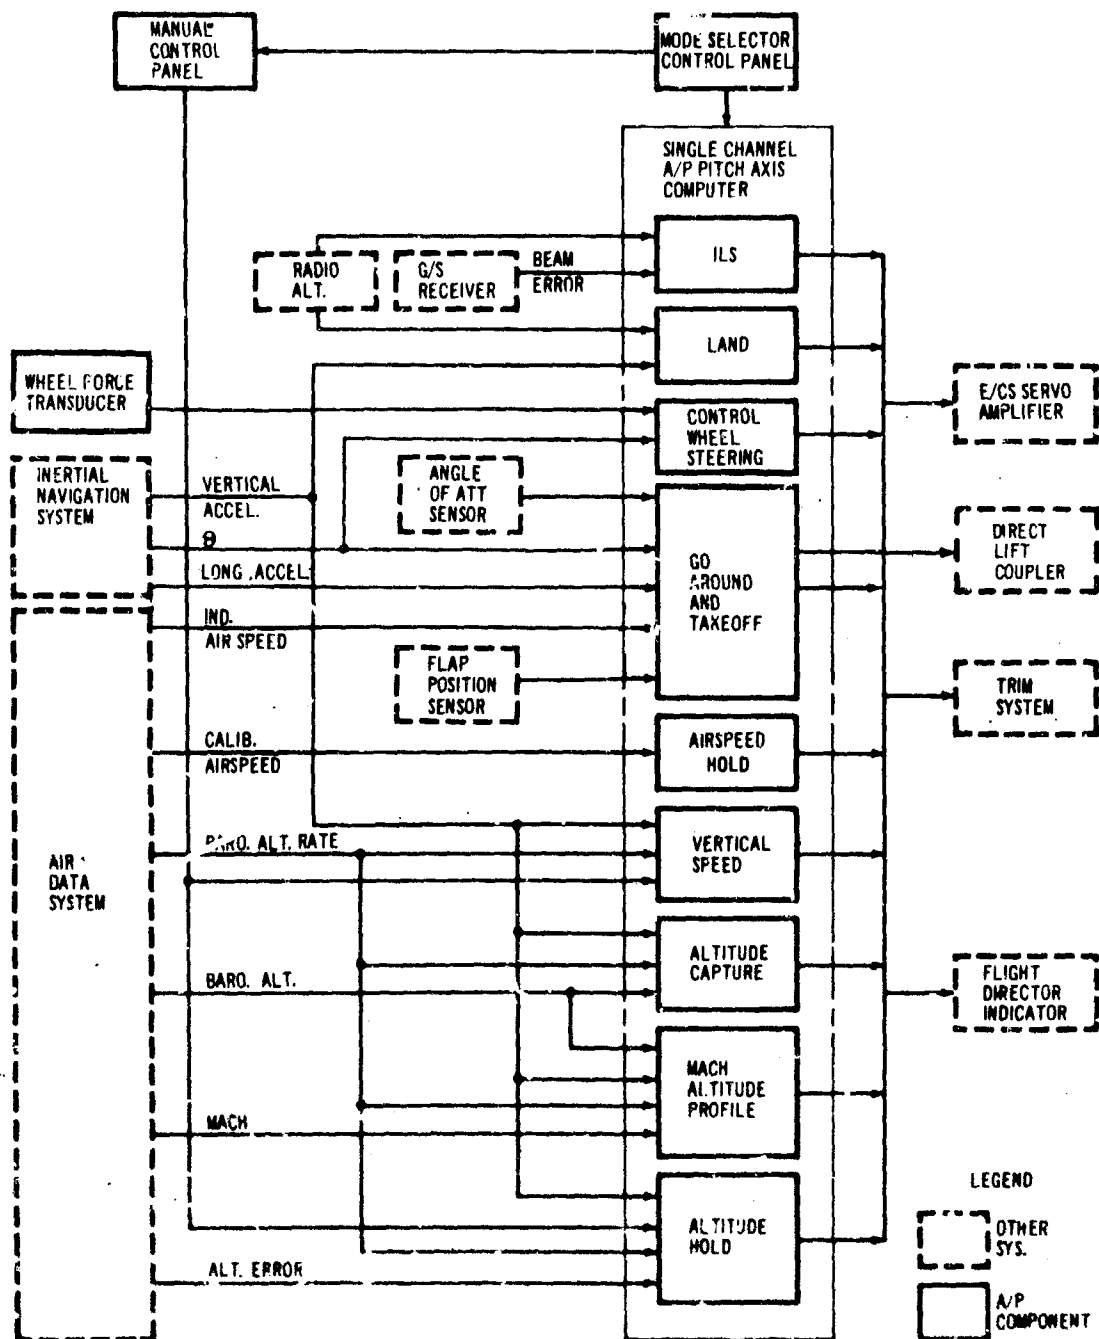 MANUAL
CONTROL
PANEL
MODE SELECTOR
CONTROL PANEL
SINGLE CHANNEL
A/P PITCH AXIS
COMPUTER
RADIO
ALT.
G/S
RECEIVER
BEAM
ERROR
ILS
LAND
WHEEL FORCE
TRANSDUCER
CONTROL
WHEEL
STEERING
E/CS SERVO
AMPLIFIER
INERTIAL
NAVIGATION
SYSTEM
VERTICAL
ACCEL.
θ
LONG. ACCEL.
IND.
AIR SPEED
ANGLE
OF ATT
SENSOR
GO
AROUND
AND
TAKEOFF
DIRECT
LIFT
COUPLER
FLAP
POSITION
SENSOR
TRIM
SYSTEM
CALIB.
AIRSPEED
AIRSPEED
HOLD
BARO. ALT. RATE
VERTICAL
SPEED
AIR
DATA
SYSTEM
BARO. ALT.
ALTITUDE
CAPTURE
FLIGHT
DIRECTOR
INDICATOR
MACH
MACH
ALTITUDE
PROFILE
ALT. ERROR
ALTITUDE
HOLD
LEGEND
OTHER
SYS.
A/P
COMPONENT